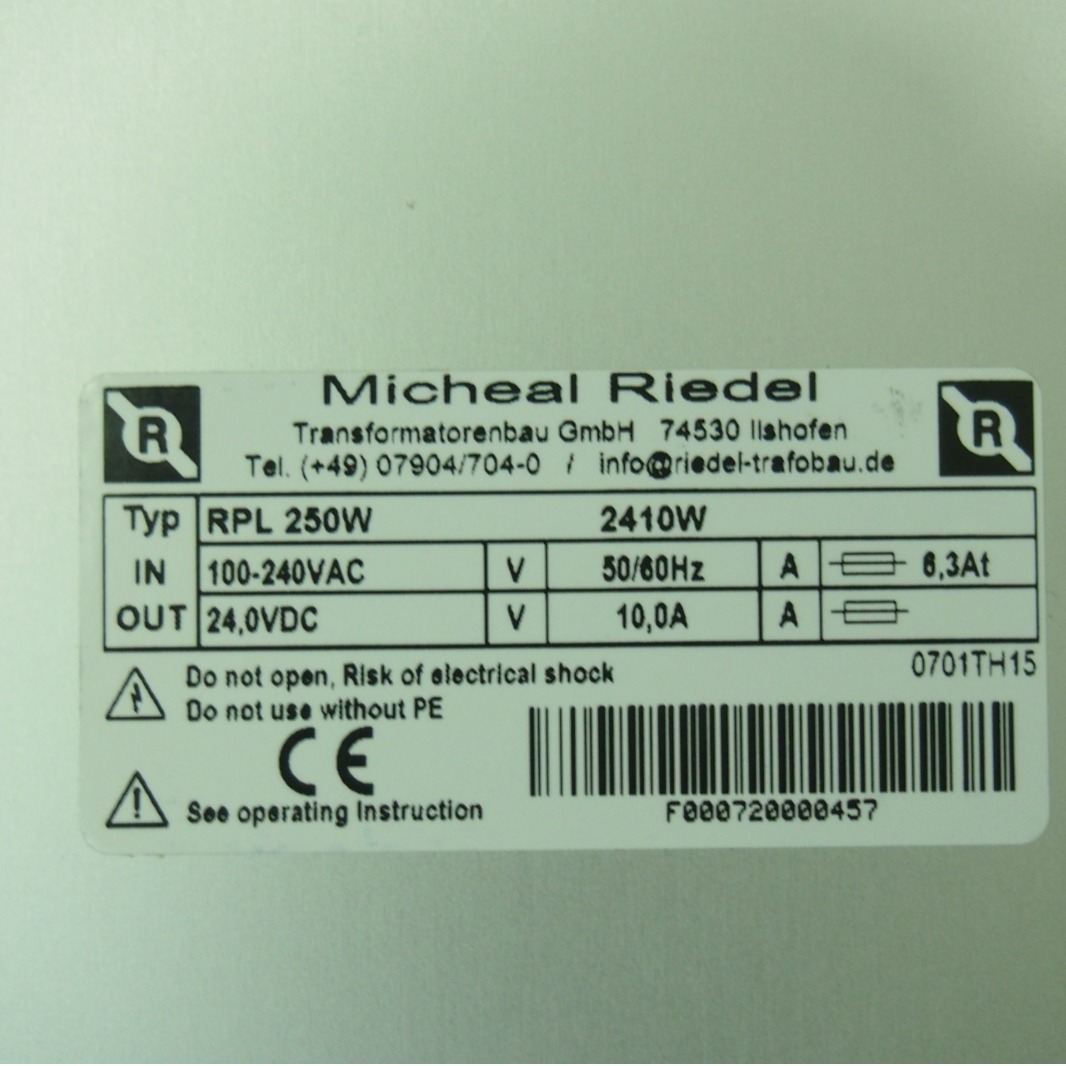 Micheal Riedel
R
R
Transformatorenbau GmbH 74530 Ilshofen
Tel. (+49) 07904/704-0 / info@riedel-trafobau.de
Typ RPL 250W 2410W
IN 100-240VAC V 50/60Hz A 6,3At
OUT 24,0VDC V 10,0A A
0701TH15
Do not open, Risk of electrical shock
Do not use without PE
CE
See operating Instruction
F000720000457